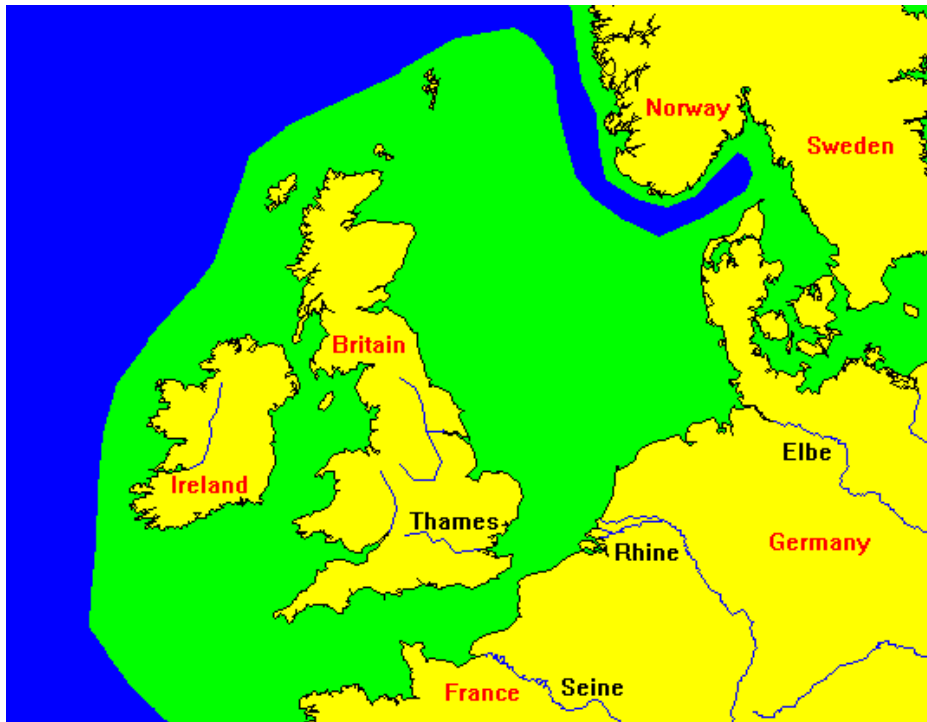 Norway
Sweden
Britain
Elbe
Ireland
Thames
Germany
Rhine
France
Seine